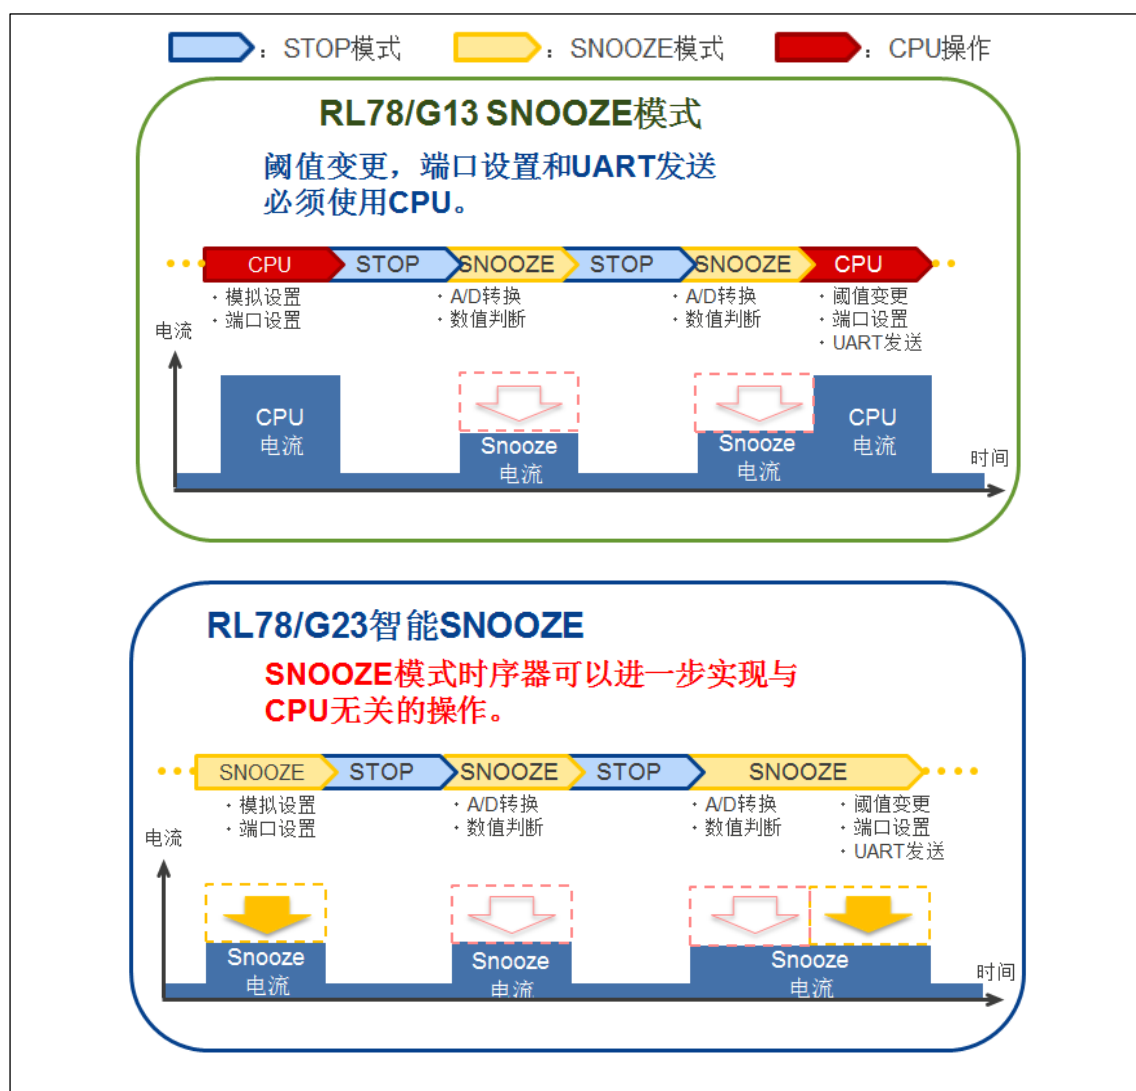 ：STOP模式
：SNOOZE模式
：CPU操作
RL78/G13 SNOOZE模式
阈值变更，端口设置和UART发送
必须使用CPU。
CPU
STOP
SNOOZE
STOP
SNOOZE
CPU
・模拟设置
・端口设置
・A/D转换
・数值判断
・A/D转换
・数值判断
・阈值变更
・端口设置
・UART发送
电流
CPU
电流
Snooze
电流
Snooze
电流
CPU
电流
时间
RL78/G23智能SNOOZE
SNOOZE模式时序器可以进一步实现与
CPU无关的操作。
SNOOZE
STOP
SNOOZE
STOP
SNOOZE
・模拟设置
・端口设置
・A/D转换
・数值判断
・A/D转换
・数值判断
・阈值变更
・端口设置
・UART发送
电流
Snooze
电流
Snooze
电流
Snooze
电流
时间